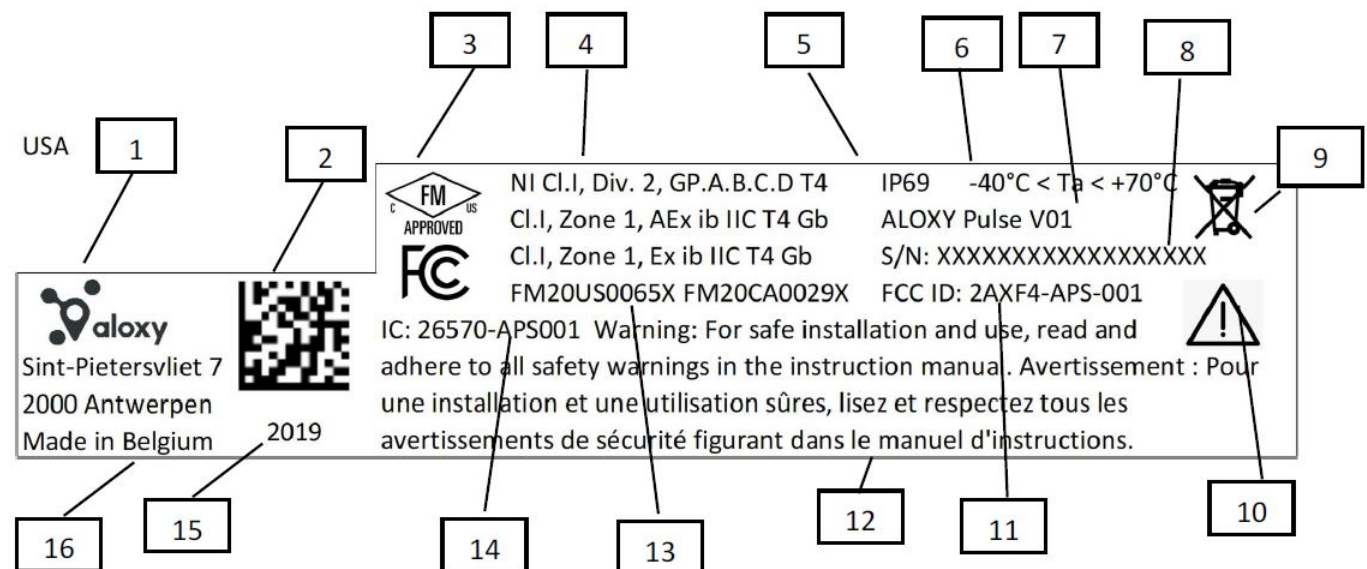 3
4
5
6
7
8
USA
1
2
9
FM
C US
APPROVED
FC
NI Cl.I, Div. 2, GP.A.B.C.D T4
Cl.I, Zone 1, AEx ib IIC T4 Gb
Cl.I, Zone 1, Ex ib IIC T4 Gb
FM20US0065X FM20CA0029X
IP69 -40°C < Ta < +70°C
ALOXY Pulse V01
S/N: XXXXXXXXXXXXXXXXXX
FCC ID: 2AXF4-APS-001
aloxy
Sint-Pietersvliet 7
2000 Antwerpen
Made in Belgium
2019
IC: 26570-APS001 Warning: For safe installation and use, read and
adhere to all safety warnings in the instruction manual. Avertissement : Pour
une installation et une utilisation sûres, lisez et respectez tous les
avertissements de sécurité figurant dans le manuel d'instructions.
16
15
14
13
12
11
10